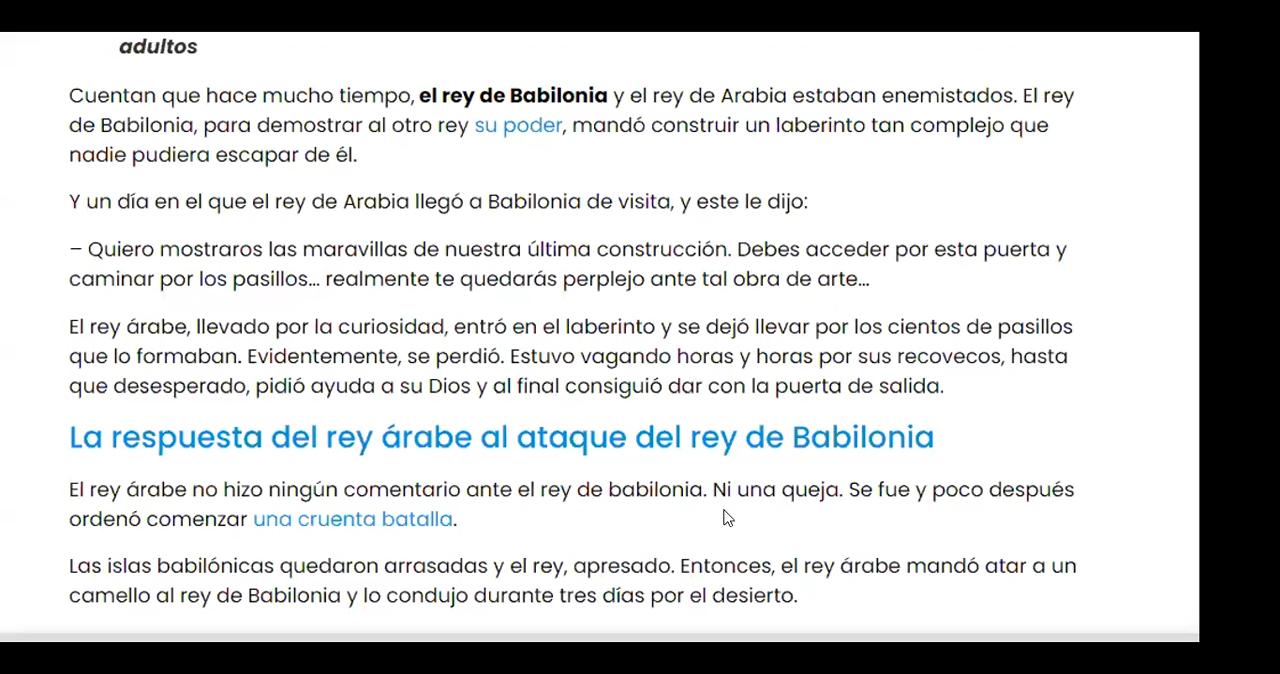 adultos
Cuentan que hace mucho tiempo, el rey de Babilonia y el rey de Arabia estaban enemistados. El rey
de Babilonia, para demostrar al otro rey su poder, mandó construir un laberinto tan complejo que
nadie pudiera escapar de él.
Y un día en el que el rey de Arabia llegó a Babilonia de visita, y este le dijo:
– Quiero mostraros las maravillas de nuestra última construcción. Debes acceder por esta puerta y
caminar por los pasillos... realmente te quedarás perplejo ante tal obra de arte...
El rey árabe, llevado por la curiosidad, entró en el laberinto y se dejó llevar por los cientos de pasillos
que lo formaban. Evidentemente, se perdió. Estuvo vagando horas y horas por sus recovecos, hasta
que desesperado, pidió ayuda a su Dios y al final consiguió dar con la puerta de salida.
La respuesta del rey árabe al ataque del rey de Babilonia
El rey árabe no hizo ningún comentario ante el rey de babilonia. Ni una queja. Se fue y poco después
ordenó comenzar una cruenta batalla.
Las islas babilónicas quedaron arrasadas y el rey, apresado. Entonces, el rey árabe mandó atar a un
camello al rey de Babilonia y lo condujo durante tres días por el desierto.